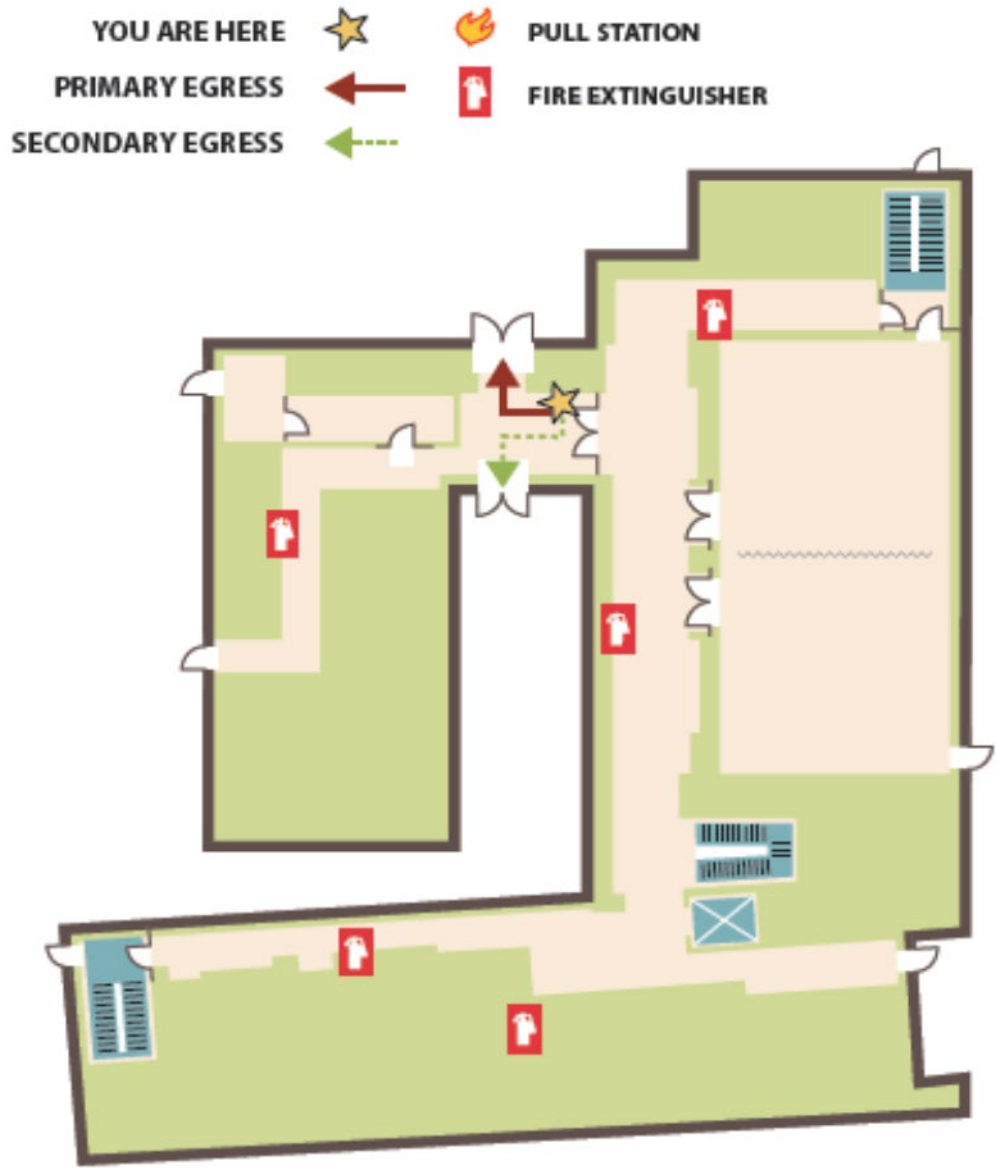 YOU ARE HERE
PULL STATION
PRIMARY EGRESS
FIRE EXTINGUISHER
SECONDARY EGRESS